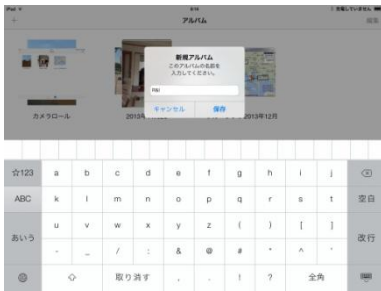 iPad
アルバム
編集
新規アルバム
このアルバムの名前を
入力してください。
キャンセル 保存
カメラロール
2013年12月
☆123 a b c d e f g h i j
ABC k l m n o p q r s t 空白
あいう u v w x y z ( ) [ ]
- _ / : & @ # * ^ ' 改行
取り消す , . ! ? 全角